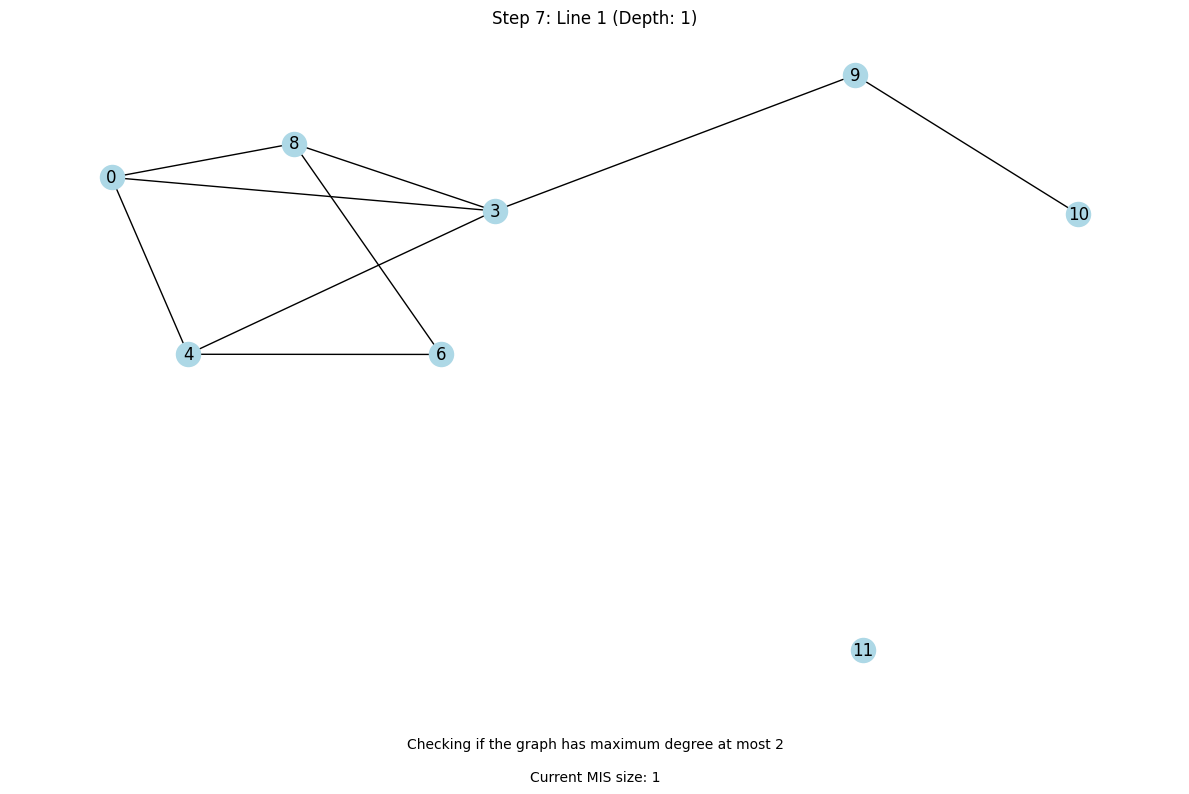 Step 7: Line 1 (Depth: 1)
9
8
0
3
10
4
6
11
Checking if the graph has maximum degree at most 2
Current MIS size: 1